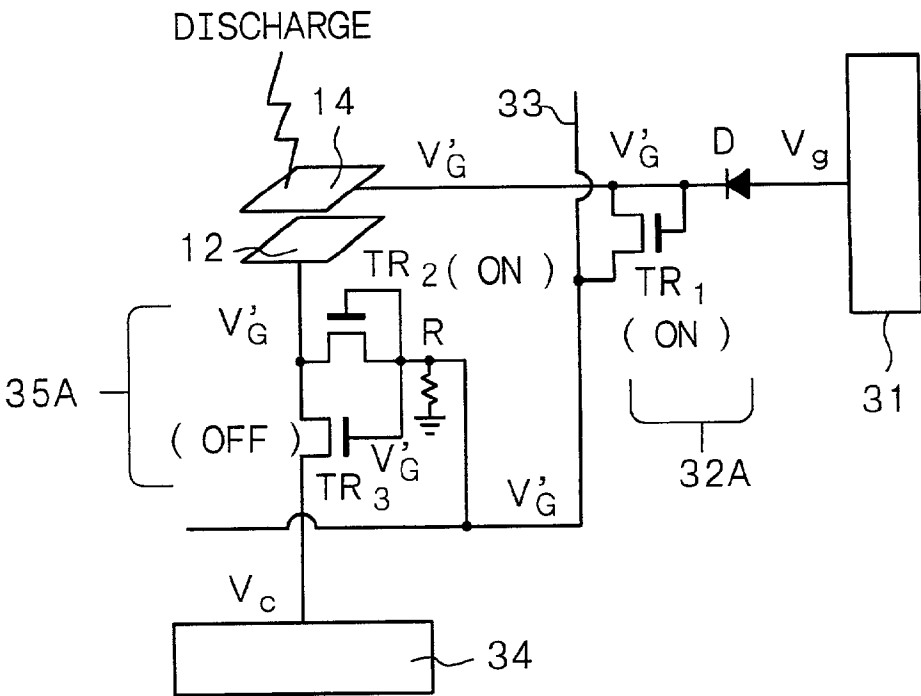 DISCHARGE
14
33
V'G
V'G
D
Vg
12
TR2 ( ON )
TR1
( ON )
V'G
R
31
35A
( OFF )
V'G
TR3
32A
V'G
Vc
34